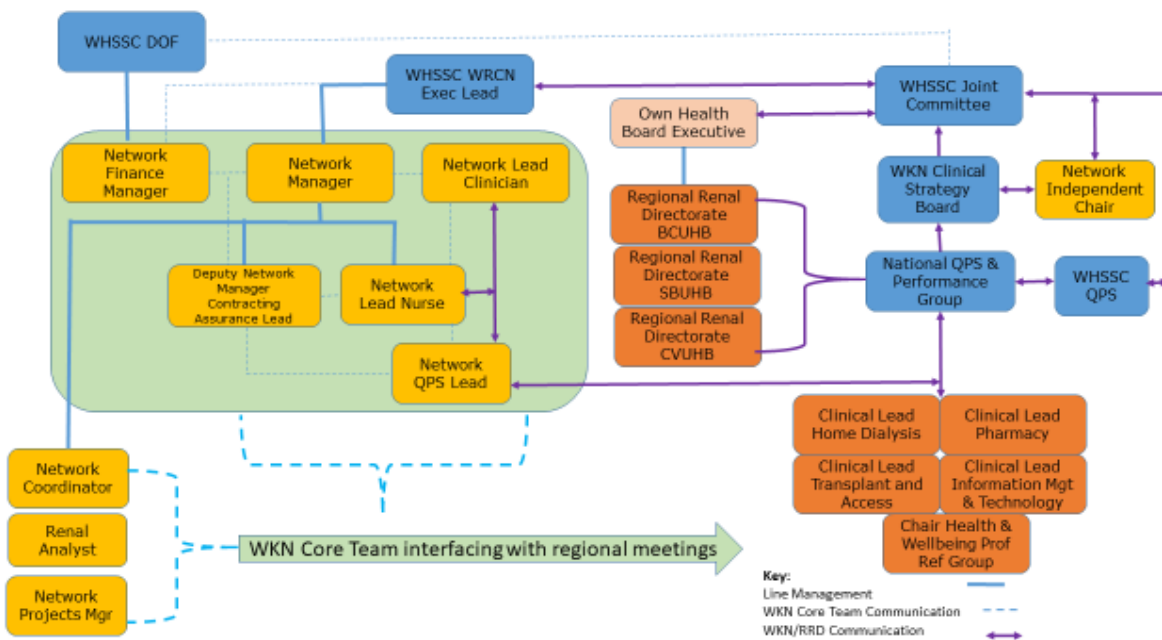 WHSSC DOF
WHSSC WRCN
Exec Lead
WHSSC Joint
Committee
Own Health
Board Executive
Network
Finance
Manager
Network
Manager
Network Lead
Clinician
WKN Clinical
Strategy
Board
Network
Independent
Chair
Regional Renal
Directorate
BCUHB
Regional Renal
Directorate
SBUHB
Regional Renal
Directorate
CVUHB
National QPS &
Performance
Group
WHSSC
QPS
Deputy Network
Manager
Contracting
Assurance Lead
Network
Lead Nurse
Network
QPS Lead
Clinical Lead
Home Dialysis
Clinical Lead
Pharmacy
Clinical Lead
Transplant and
Access
Clinical Lead
Information Mgt
& Technology
Chair Health &
Wellbeing Prof
Ref Group
Network
Coordinator
Renal
Analyst
Network
Projects Mgr
WKN Core Team interfacing with regional meetings
Key:
Line Management
WKN Core Team Communication
WKN/RRD Communication